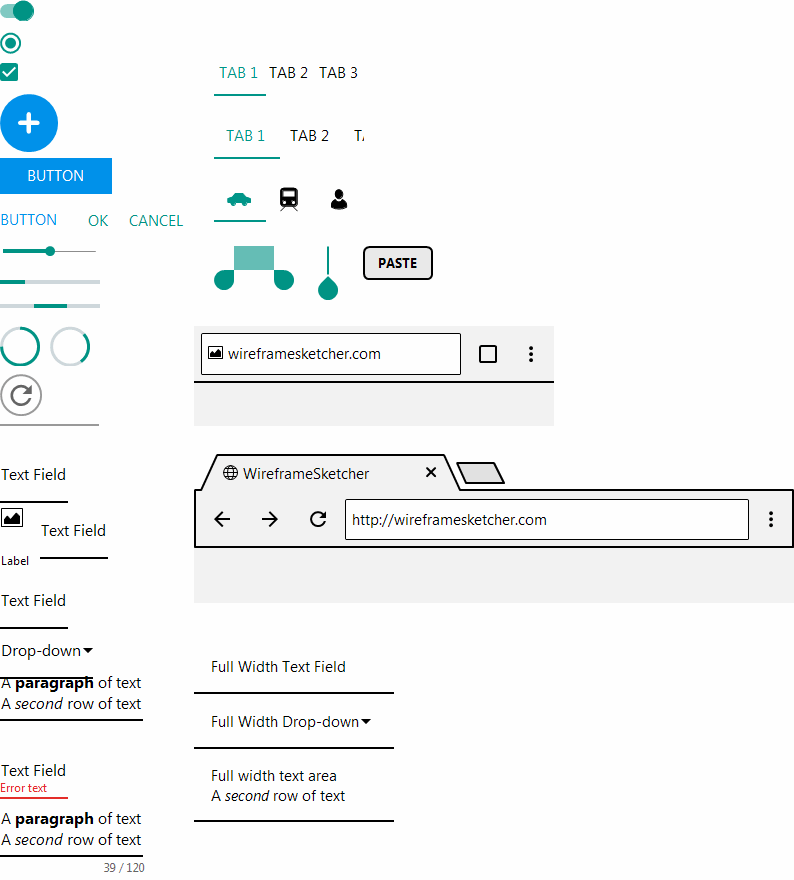 TAB 1 TAB 2 TAB 3
TAB 1 TAB 2
BUTTON
BUTTON OK CANCEL
PASTE
wireframesketcher.com
Text Field
WireframeSketcher
http://wireframesketcher.com
Text Field
Label
Text Field
Drop-down
A paragraph of text
A second row of text
Full Width Text Field
Full Width Drop-down
Full width text area
A second row of text
Text Field
Error text
A paragraph of text
A second row of text
39 / 120